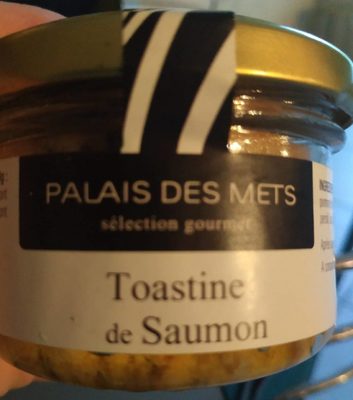 PALAIS DES METS
sélection gourmet
Toastine
de Saumon